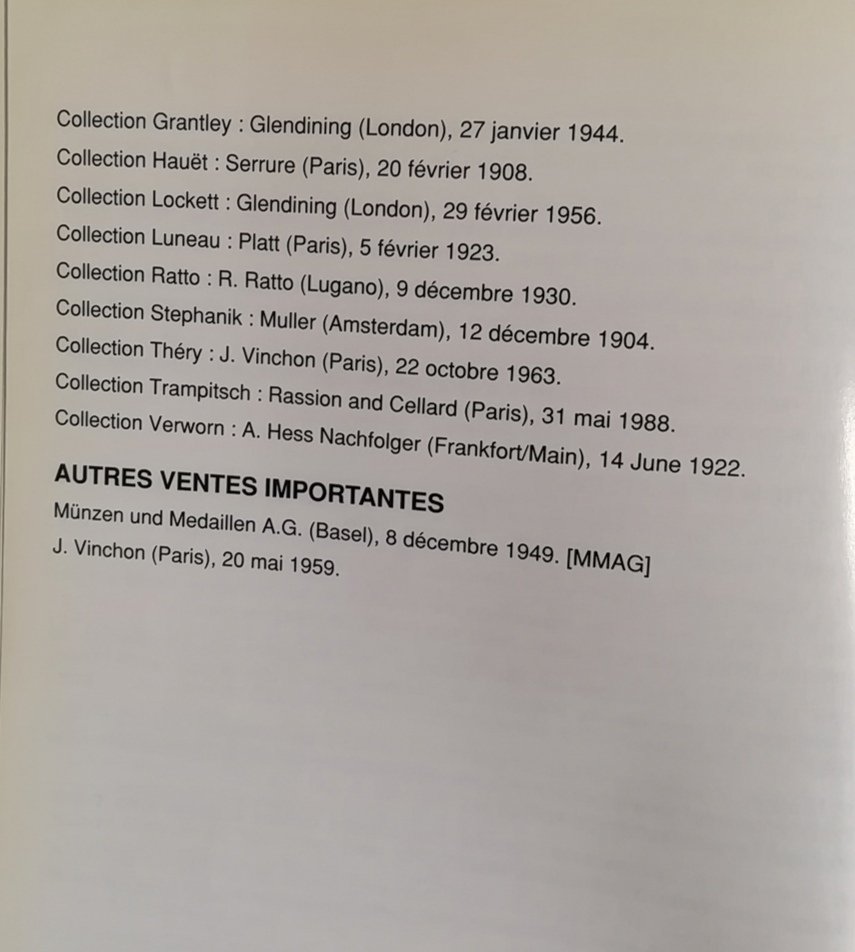 Collection Grantley : Glendining (London), 27 janvier 1944.
Collection Hauët : Serrure (Paris), 20 février 1908.
Collection Lockett : Glendining (London), 29 février 1956.
Collection Luneau : Platt (Paris), 5 février 1923.
Collection Ratto : R. Ratto (Lugano), 9 décembre 1930.
Collection Stephanik : Muller (Amsterdam), 12 décembre 1904.
Collection Théry : J. Vinchon (Paris), 22 octobre 1963.
Collection Trampitsch : Rassion and Cellard (Paris), 31 mai 1988.
Collection Verworn : A. Hess Nachfolger (Frankfort/Main), 14 June 1922.
AUTRES VENTES IMPORTANTES
Münzen und Medaillen A.G. (Basel), 8 décembre 1949. [MMAG]
J. Vinchon (Paris), 20 mai 1959.